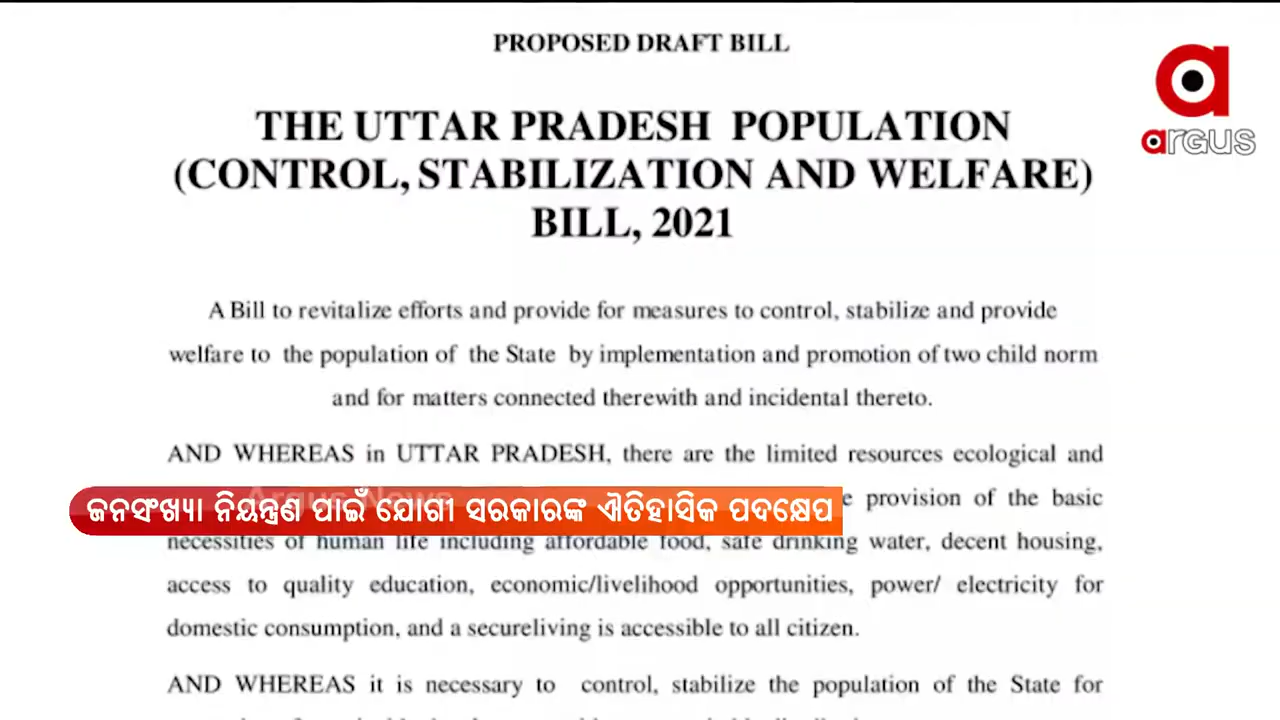 PROPOSED DRAFT BILL
argus
THE UTTAR PRADESH POPULATION
(CONTROL, STABILIZATION AND WELFARE)
BILL, 2021
A Bill to revitalize efforts and provide for measures to control, stabilize and provide
welfare to the population of the State by implementation and promotion of two child norm
and for matters connected therewith and incidental thereto.
AND WHEREAS in UTTAR PRADESH, there are the limited resources ecological and
provision of the basic
Argus News
ଜନସଂଖ୍ୟା ନିୟନ୍ତ୍ରଣ ପାଇଁ ଯୋଗୀ ସରକାରଙ୍କ ଐତିହାସିକ ପଦକ୍ଷେପ
necessities of human life including affordable food, safe drinking water, decent housing,
access to quality education, economic/livelihood opportunities, power/ electricity for
domestic consumption, and a secureliving is accessible to all citizen.
AND WHEREAS it is necessary to control, stabilize the population of the State for